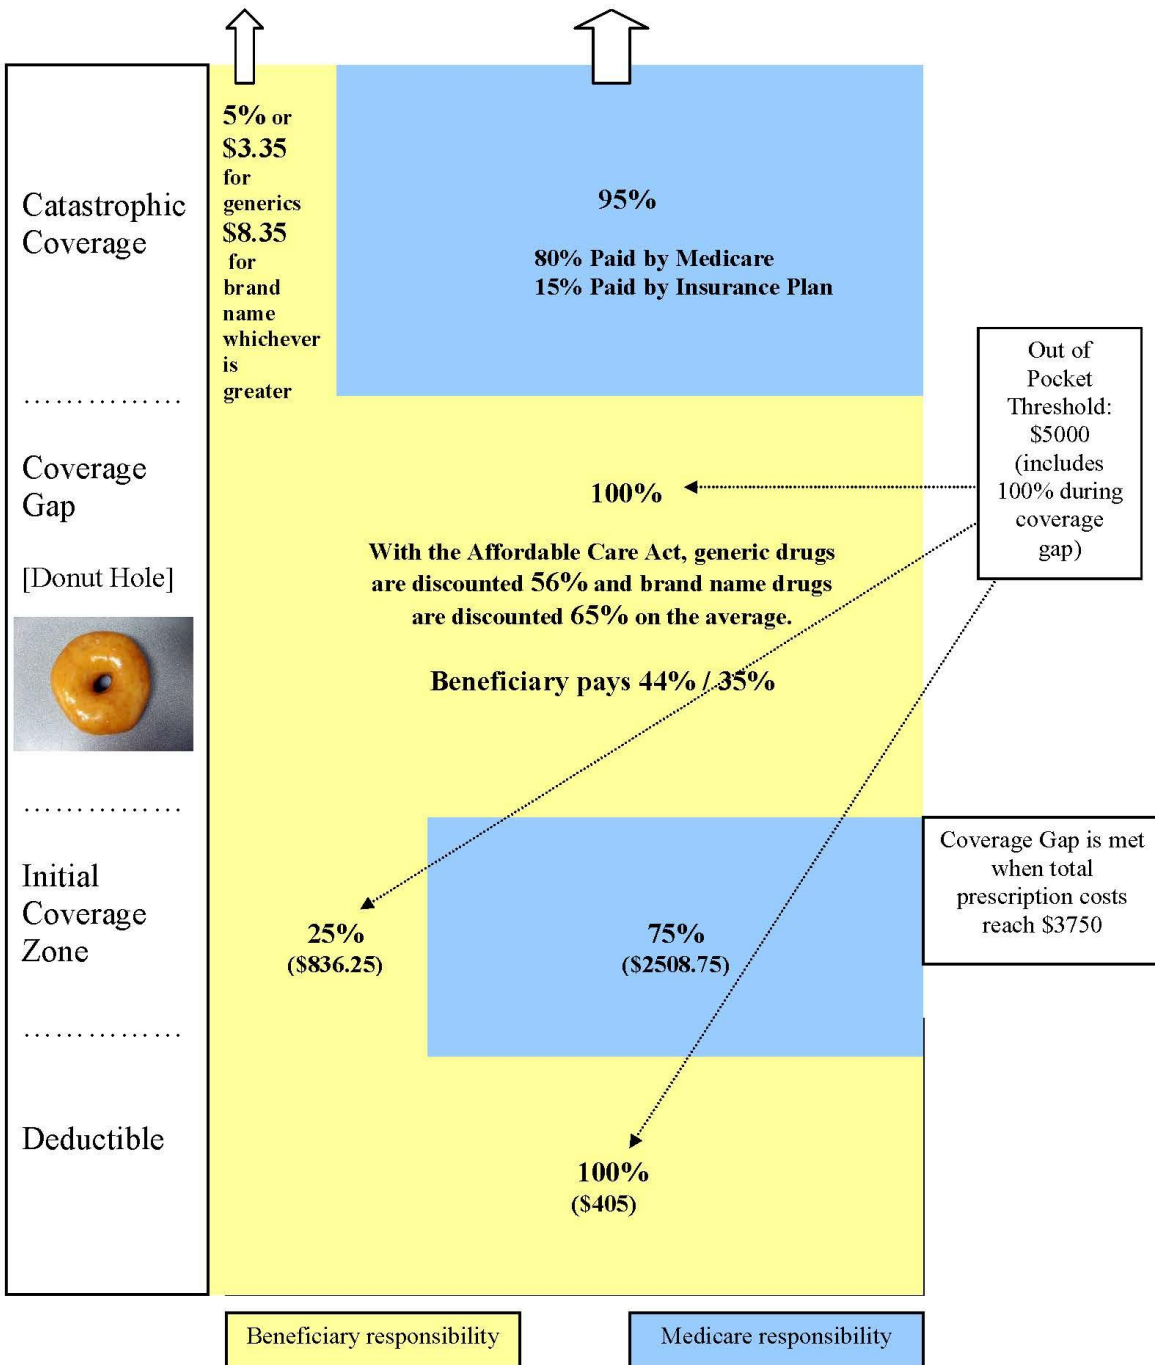 Catastrophic
Coverage
……………
5% or
$3.35
for
generics
$8.35
for
brand
name
whichever
is
greater
95%
80% Paid by Medicare
15% Paid by Insurance Plan
Out of
Pocket
Threshold:
$5000
(includes
100% during
coverage
gap)
Coverage
Gap
[Donut Hole]
……………
100%
With the Affordable Care Act, generic drugs
are discounted 56% and brand name drugs
are discounted 65% on the average.
Beneficiary pays 44% / 35%
Initial
Coverage
Zone
……………
25%
($836.25)
75%
($2508.75)
Coverage Gap is met
when total
prescription costs
reach $3750
Deductible
100%
($405)
Beneficiary responsibility
Medicare responsibility